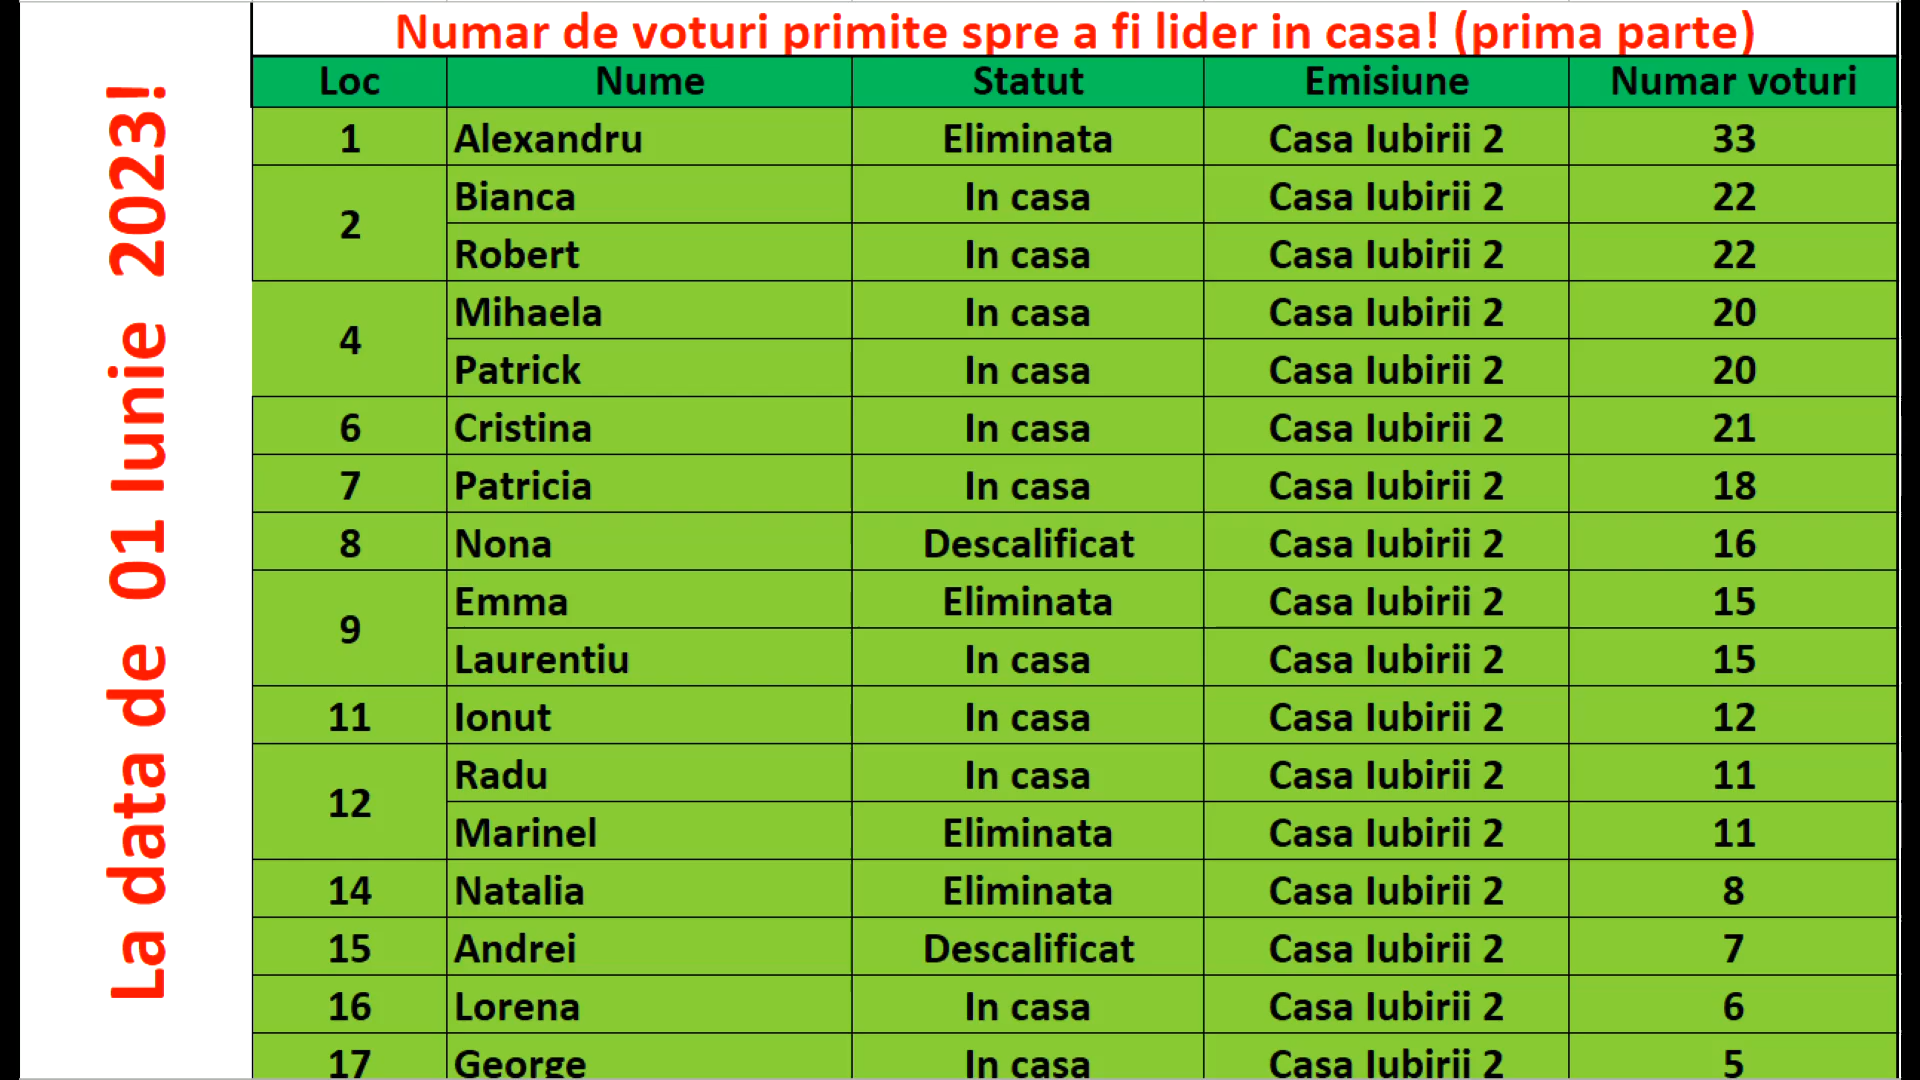 La data de 01 Iunie 2023!
Numar de voturi primite spre a fi lider in casa! (prima parte)
Loc Nume Statut Emisiune Numar voturi
1 Alexandru Eliminata Casa Iubirii 2 33
2 Bianca In casa Casa Iubirii 2 22
Robert In casa Casa Iubirii 2 22
4 Mihaela In casa Casa Iubirii 2 20
Patrick In casa Casa Iubirii 2 20
6 Cristina In casa Casa Iubirii 2 21
7 Patricia In casa Casa Iubirii 2 18
8 Nona Descalificat Casa Iubirii 2 16
9 Emma Eliminata Casa Iubirii 2 15
Laurentiu In casa Casa Iubirii 2 15
11 Ionut In casa Casa Iubirii 2 12
12 Radu In casa Casa Iubirii 2 11
Marinel Eliminata Casa Iubirii 2 11
14 Natalia Eliminata Casa Iubirii 2 8
15 Andrei Descalificat Casa Iubirii 2 7
16 Lorena In casa Casa Iubirii 2 6
17 George In casa Casa Iubirii 2 5